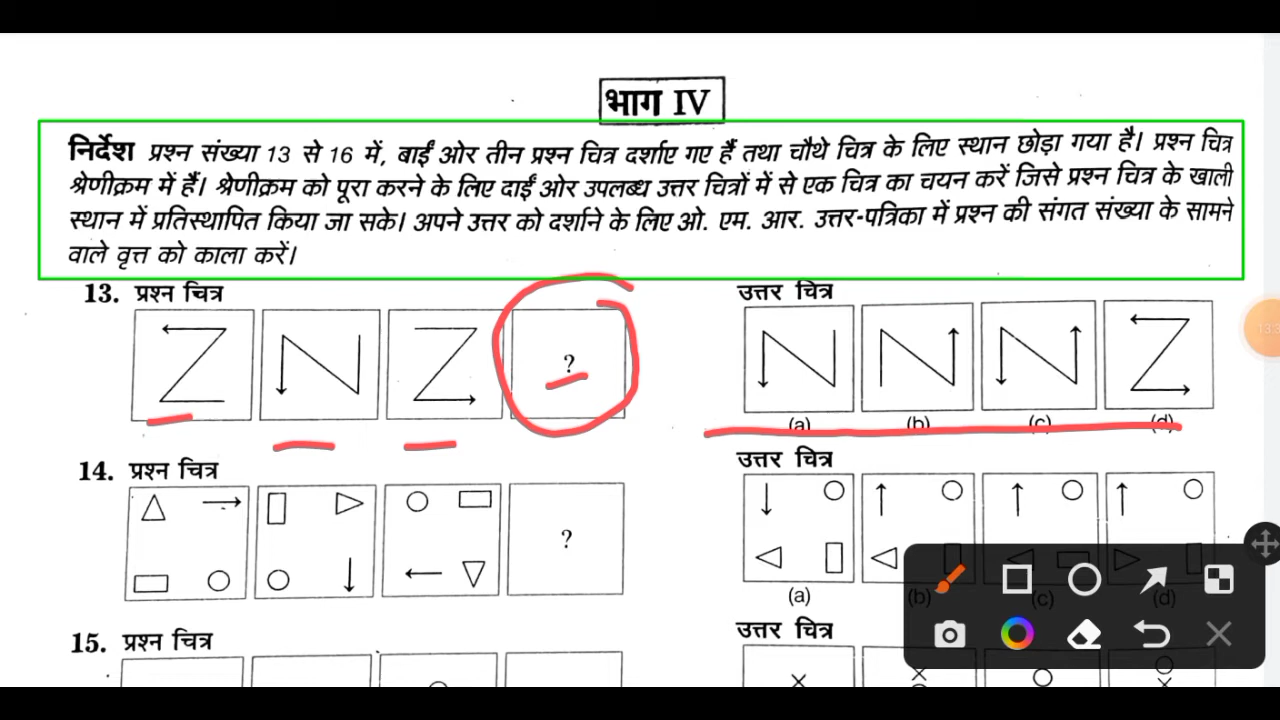 भाग IV
निर्देश प्रश्न संख्या 13 से 16 में, बाईं ओर तीन प्रश्न चित्र दर्शाए गए हैं तथा चौथे चित्र के लिए स्थान छोड़ा गया है। प्रश्न चित्र
श्रेणीक्रम में हैं। श्रेणीक्रम को पूरा करने के लिए दाईं ओर उपलब्ध उत्तर चित्रों में से एक चित्र का चयन करें जिसे प्रश्न चित्र के खाली
स्थान में प्रतिस्थापित किया जा सके। अपने उत्तर को दर्शाने के लिए ओ. एम. आर. उत्तर-पत्रिका में प्रश्न की संगत संख्या के सामने
वाले वृत्त को काला करें।
13. प्रश्न चित्र
उत्तर चित्र
?
(a) (b) (c) (d)
14. प्रश्न चित्र
उत्तर चित्र
?
(a) (b) (c) (d)
15. प्रश्न चित्र
उत्तर चित्र